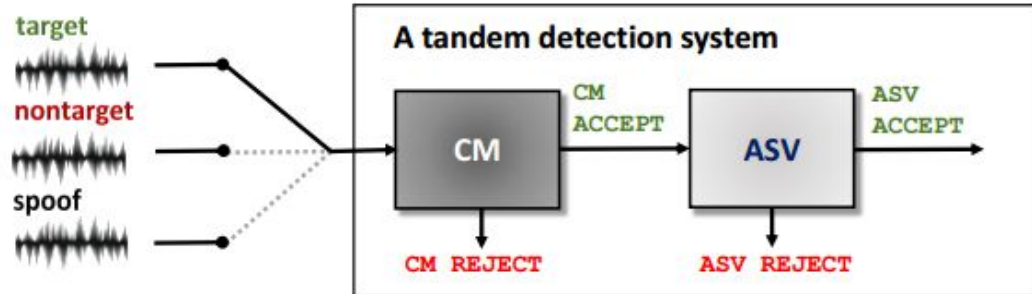 target
nontarget
spoof
A tandem detection system
CM
CM
ACCEPT
ASV
ASV
ACCEPT
CM REJECT
ASV REJECT